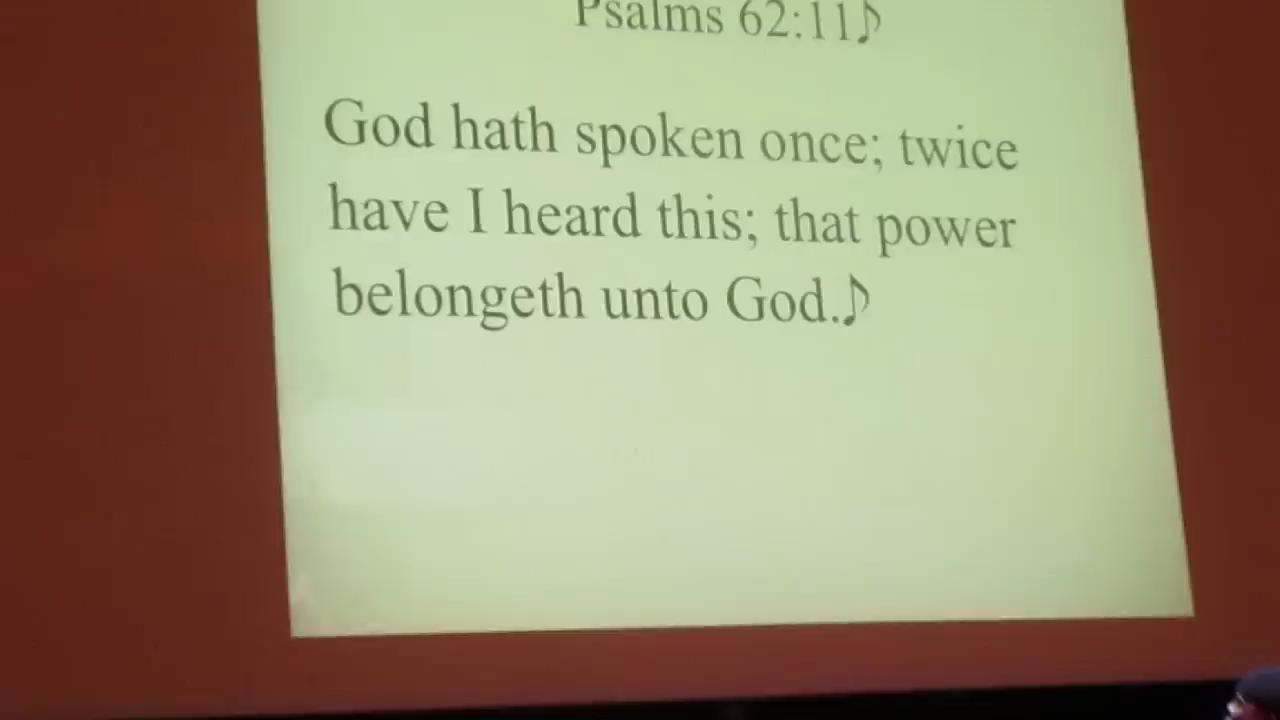 Psalms 62:11♪
God hath spoken once; twice
have I heard this; that power
belongeth unto God.♪